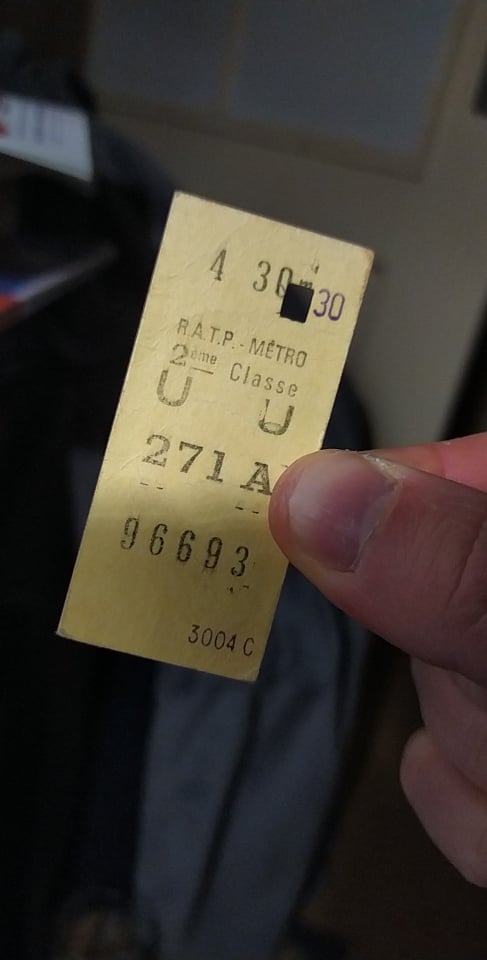 4 30 30
R.A.T.P. - MÉTRO
2ème Classe
U U
271 A
96693
3004 C